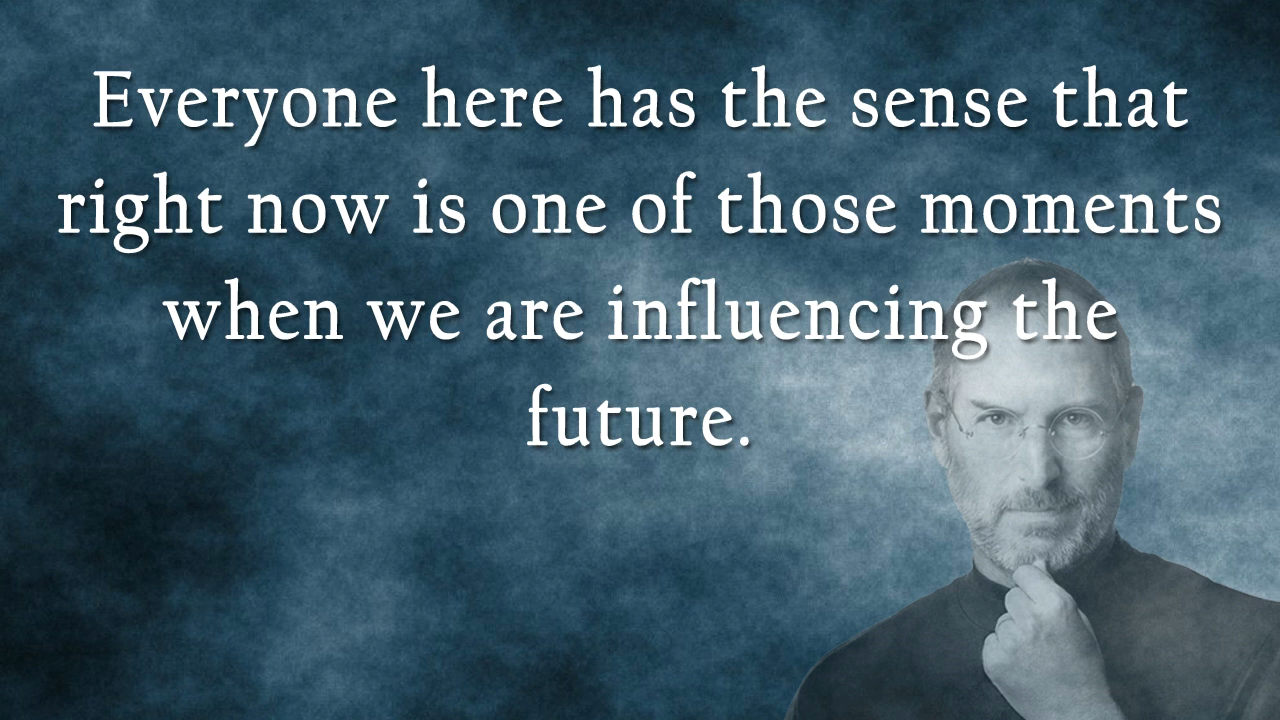 Everyone here has the sense that
right now is one of those moments
when we are influencing the
future.